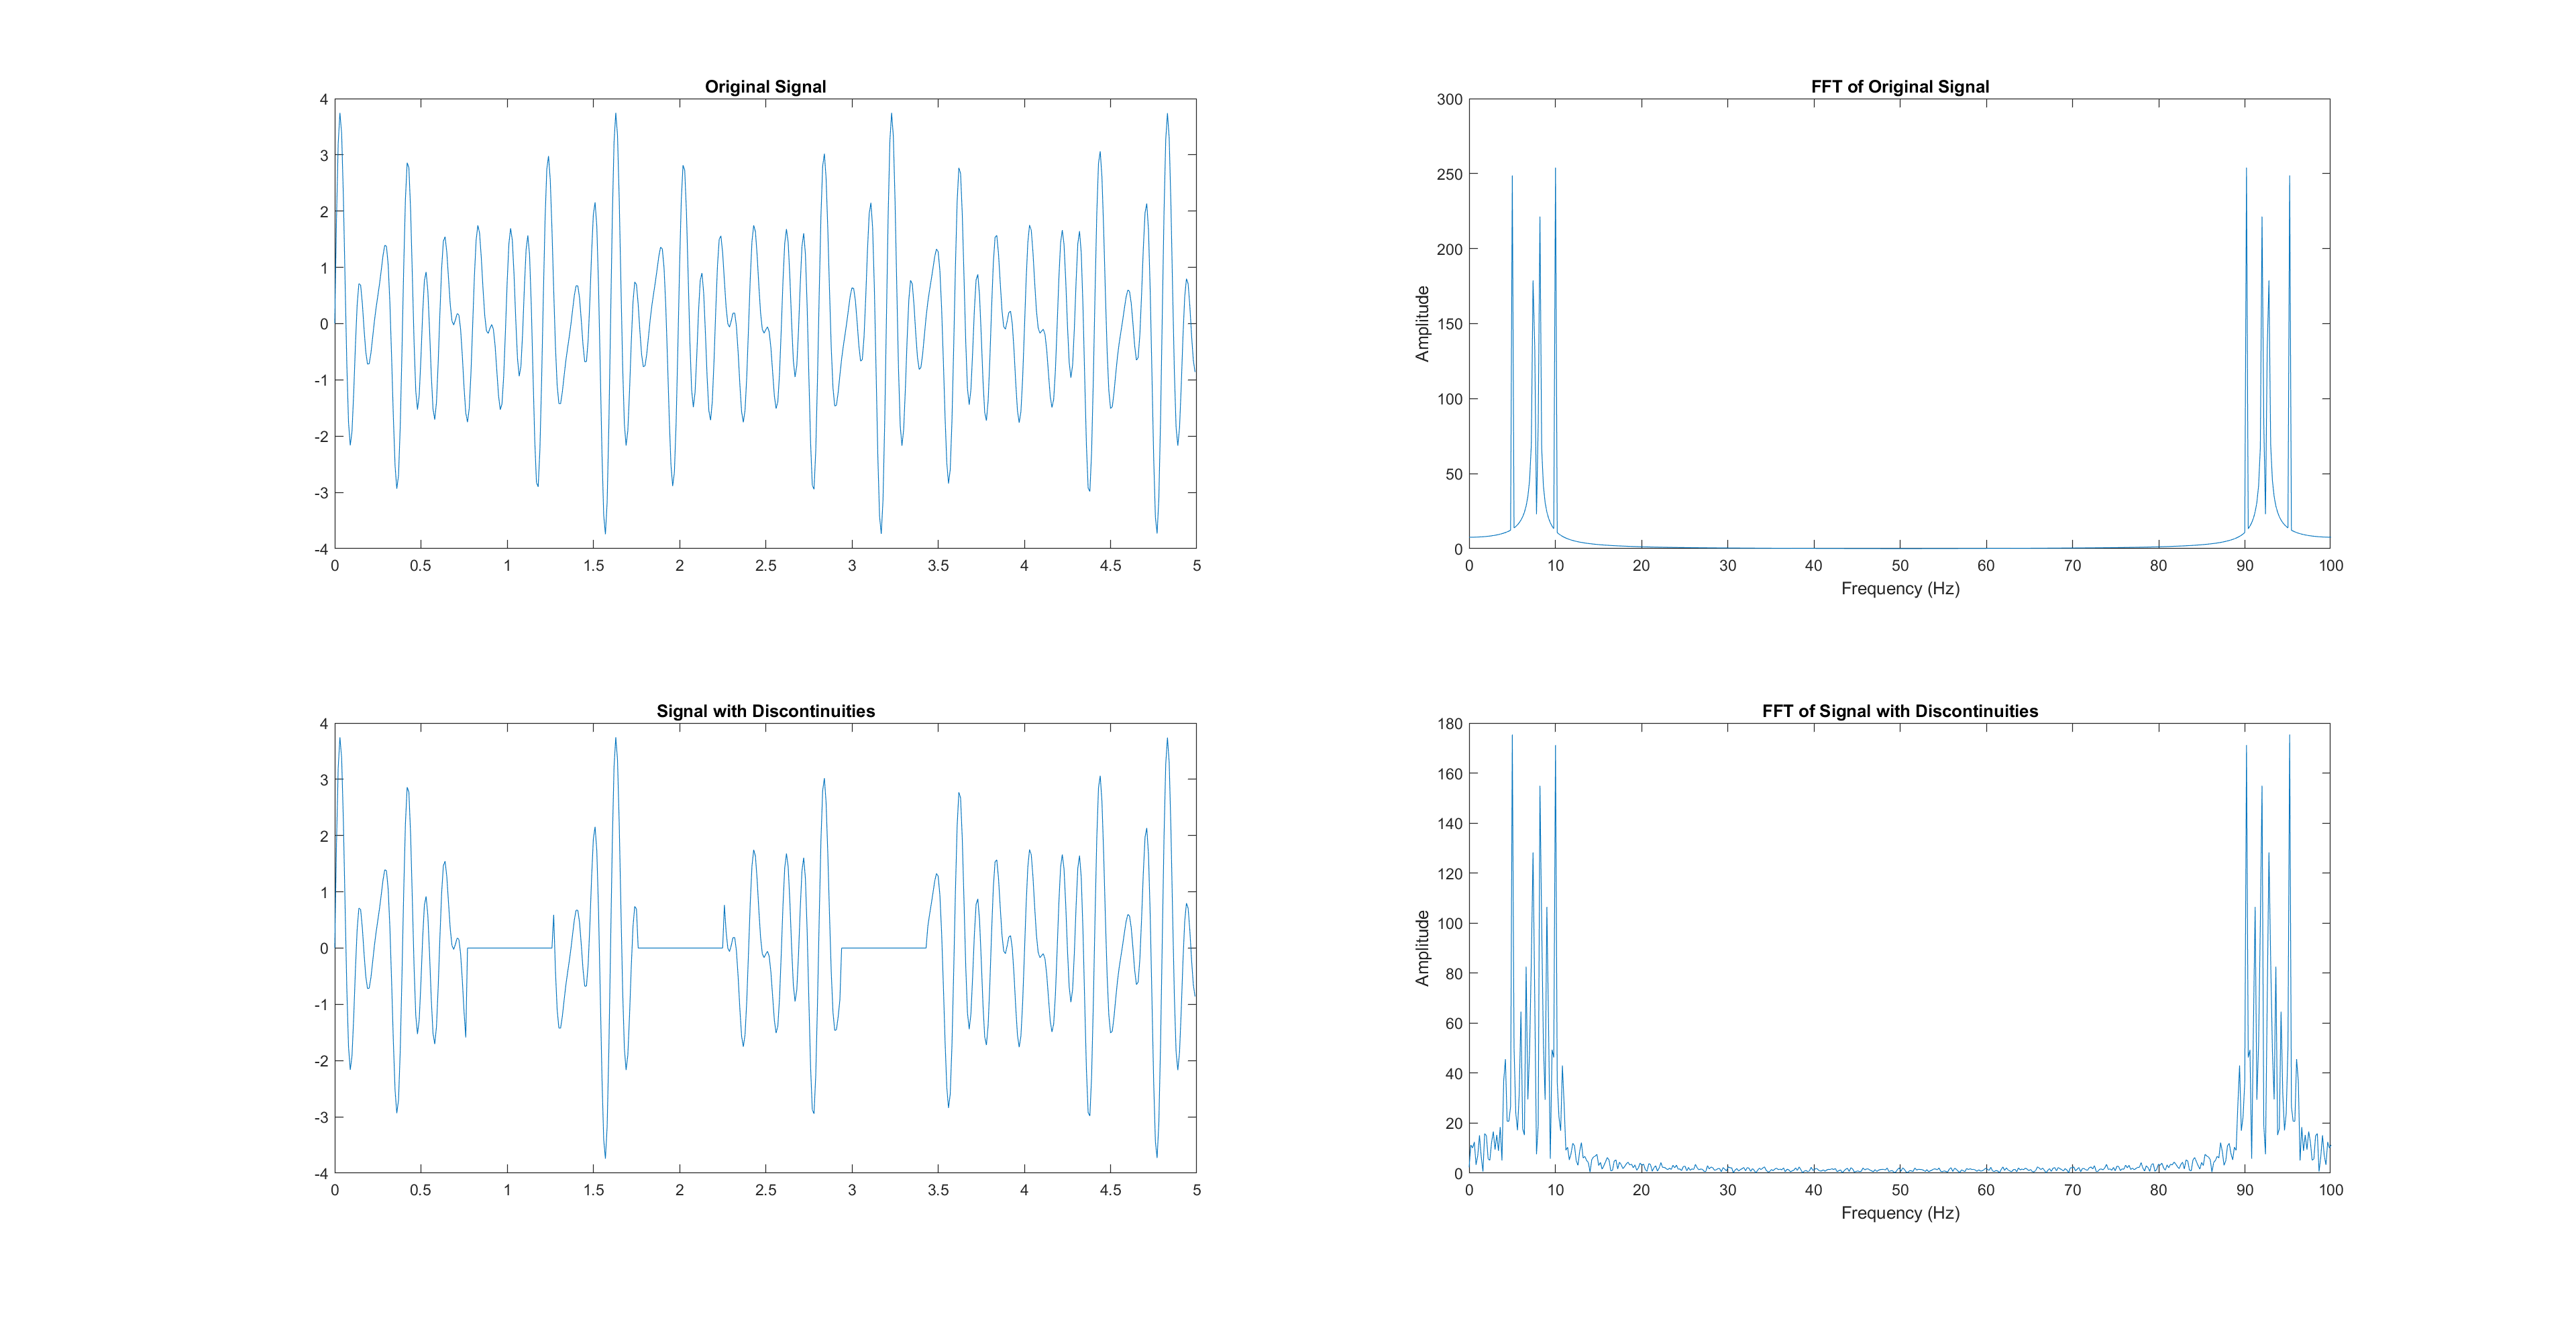 Original Signal
4
3
2
1
0
-1
-2
-3
-4
0 0.5 1 1.5 2 2.5 3 3.5 4 4.5 5
FFT of Original Signal
300
250
200
150
100
50
0
Amplitude
0 10 20 30 40 50 60 70 80 90 100
Frequency (Hz)
Signal with Discontinuities
4
3
2
1
0
-1
-2
-3
-4
0 0.5 1 1.5 2 2.5 3 3.5 4 4.5 5
FFT of Signal with Discontinuities
180
160
140
120
100
80
60
40
20
0
Amplitude
0 10 20 30 40 50 60 70 80 90 100
Frequency (Hz)